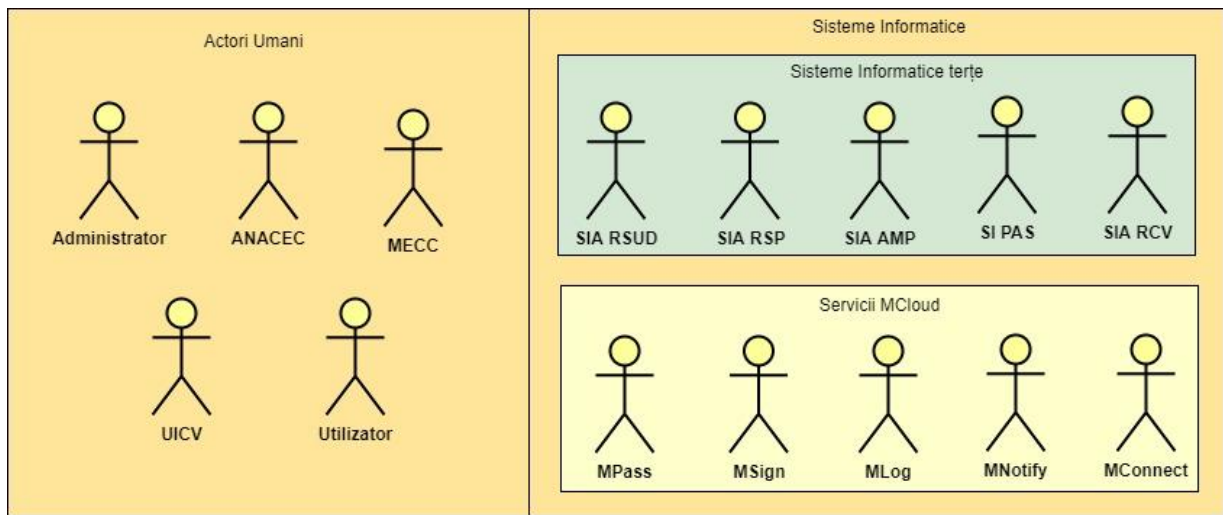 Actori Umani
Administrator
ANACEC
MECC
UICV
Utilizator
Sisteme Informatice
Sisteme Informatice terțe
SIA RSUD
SIA RSP
SIA AMP
SI PAS
SIA RCV
Servicii MCloud
MPass
MSign
MLog
MNotify
MConnect